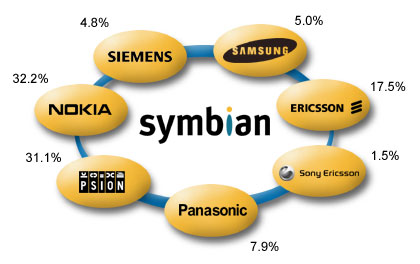 4.8%
5.0%
SIEMENS
SAMSUNG
32.2%
17.5%
NOKIA
ERICSSON
symbian
31.1%
1.5%
PSION
Sony Ericsson
Panasonic
7.9%